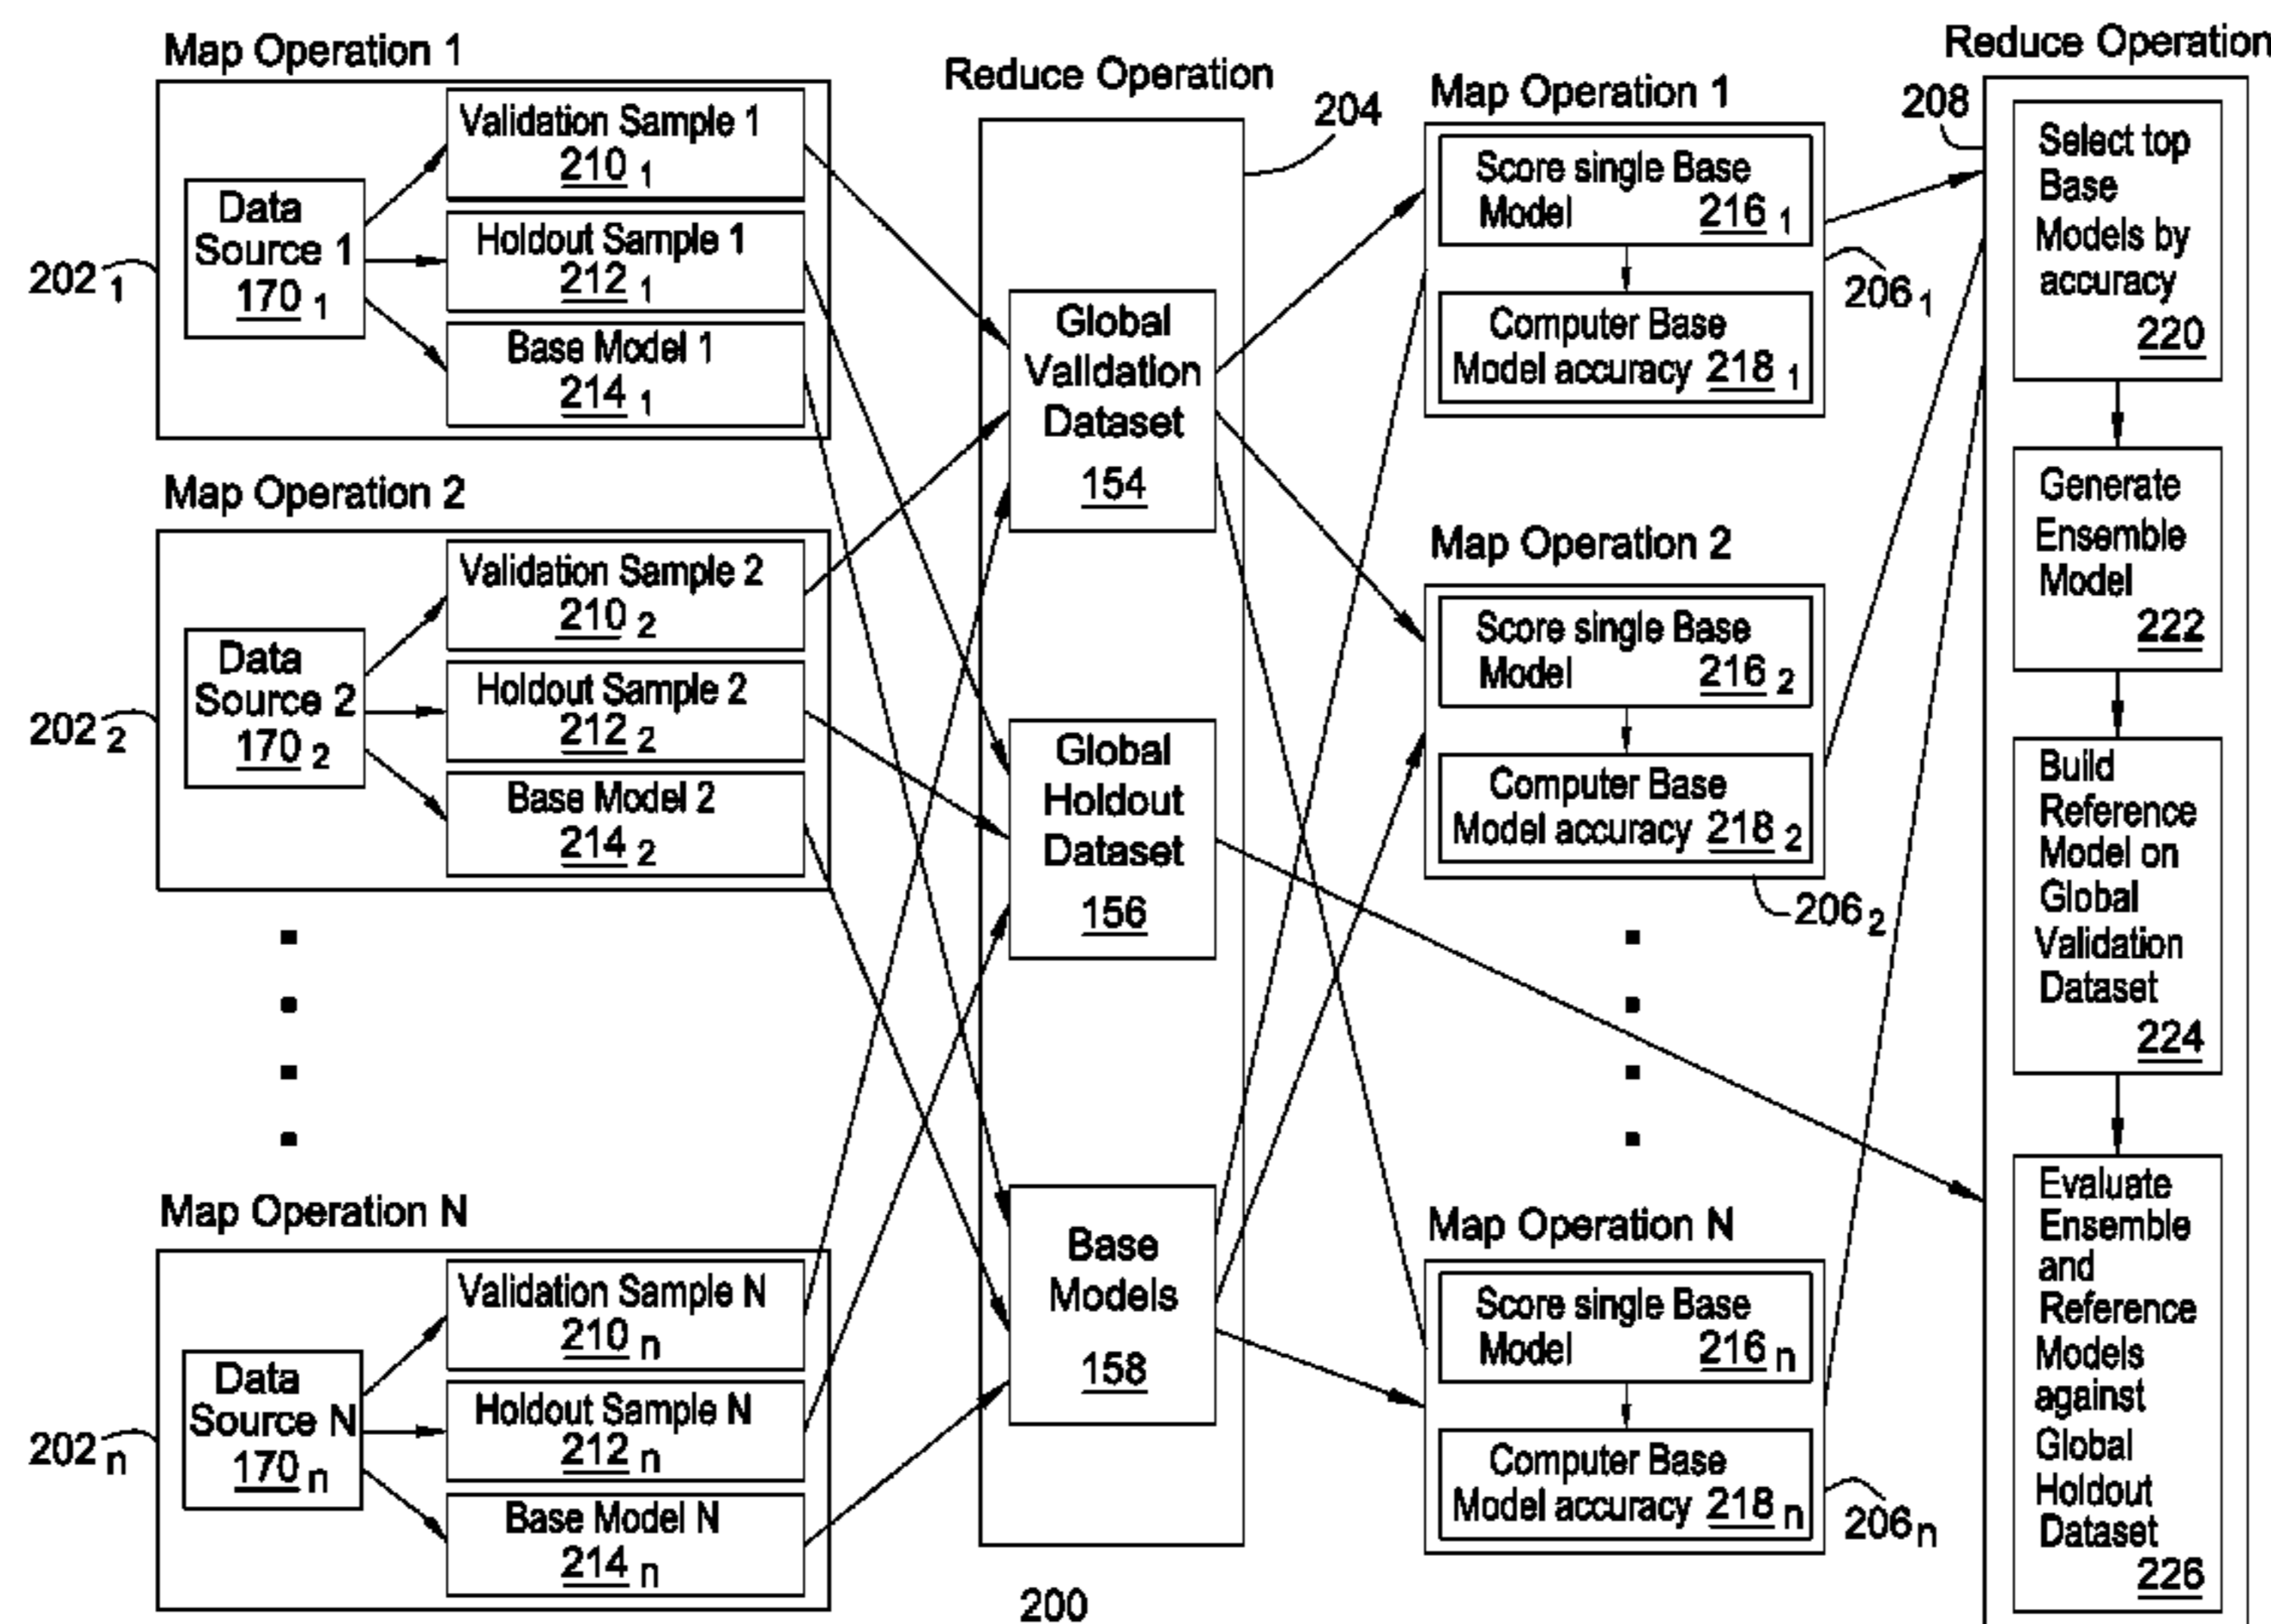 Map Operation 1
Data
Source 1
170 1
Validation Sample 1
210 1
Holdout Sample 1
212 1
Base Model 1
214 1
202 1
Map Operation 2
Data
Source 2
170 2
Validation Sample 2
210 2
Holdout Sample 2
212 2
Base Model 2
214 2
202 2
Map Operation N
Data
Source N
170 n
Validation Sample N
210 n
Holdout Sample N
212 n
Base Model N
214 n
202 n
Reduce Operation
204
Global
Validation
Dataset
154
Global
Holdout
Dataset
156
Base
Models
158
200
Map Operation 1
Score single Base
Model 216 1
Computer Base
Model accuracy 218 1
206 1
Map Operation 2
Score single Base
Model 216 2
Computer Base
Model accuracy 218 2
206 2
Map Operation N
Score single Base
Model 216 n
Computer Base
Model accuracy 218 n
206 n
Reduce Operation
208
Select top
Base
Models by
accuracy
220
Generate
Ensemble
Model
222
Build
Reference
Model on
Global
Validation
Dataset
224
Evaluate
Ensemble
and
Reference
Models
against
Global
Holdout
Dataset
226